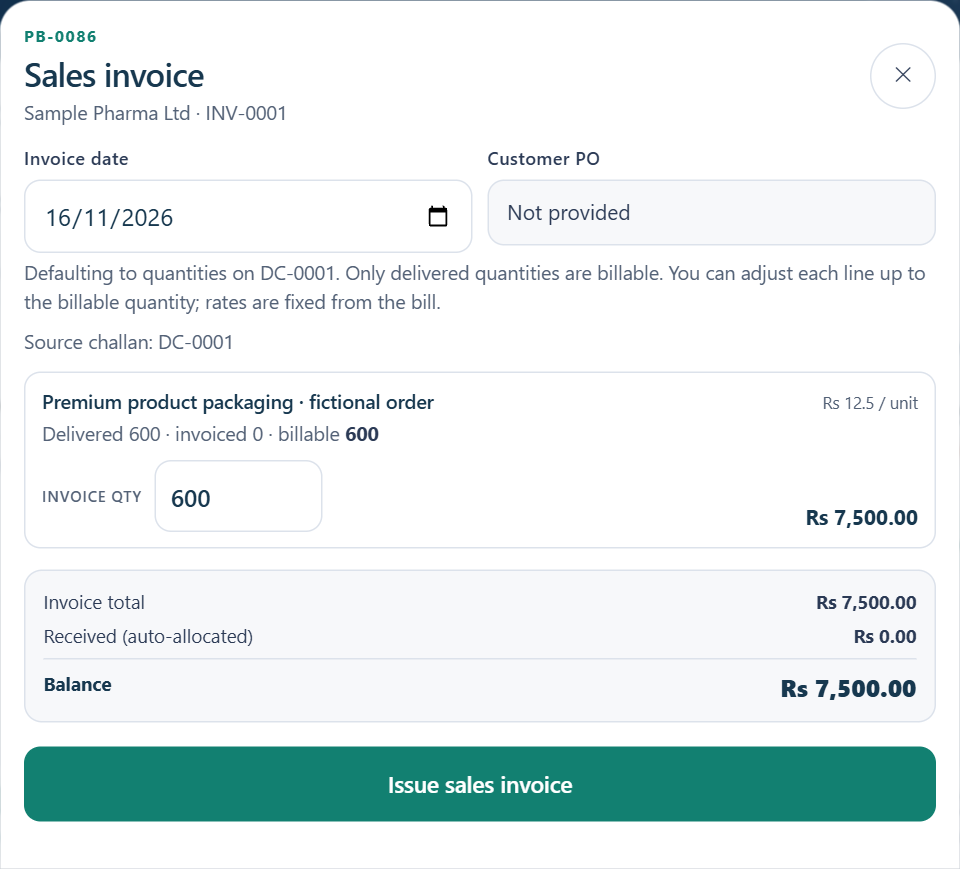 PB-0086
Sales invoice
Sample Pharma Ltd · INV-0001
Invoice date
Customer PO
16/11/2026
Not provided
Defaulting to quantities on DC-0001. Only delivered quantities are billable. You can adjust each line up to
the billable quantity; rates are fixed from the bill.
Source challan: DC-0001
Premium product packaging · fictional order
Rs 12.5 / unit
Delivered 600 · invoiced 0 · billable 600
INVOICE QTY
600
Rs 7,500.00
Invoice total
Rs 7,500.00
Received (auto-allocated)
Rs 0.00
Balance
Rs 7,500.00
Issue sales invoice